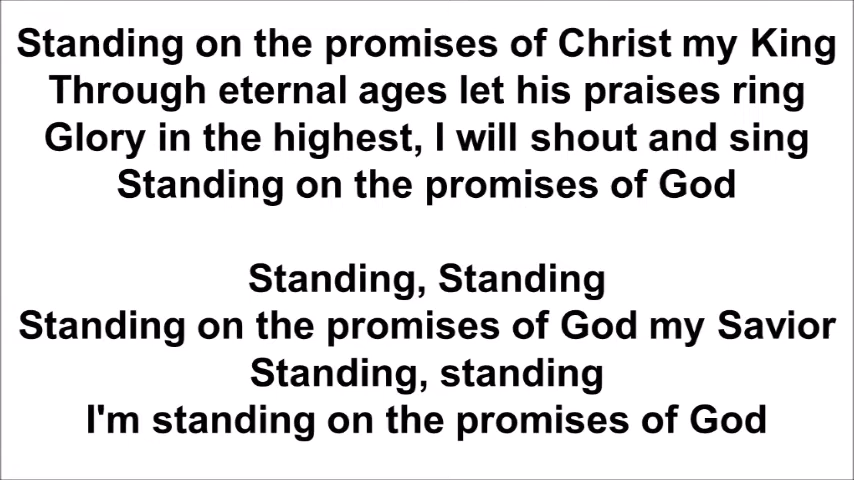 Standing on the promises of Christ my King
Through eternal ages let his praises ring
Glory in the highest, I will shout and sing
Standing on the promises of God
Standing, Standing
Standing on the promises of God my Savior
Standing, standing
I'm standing on the promises of God